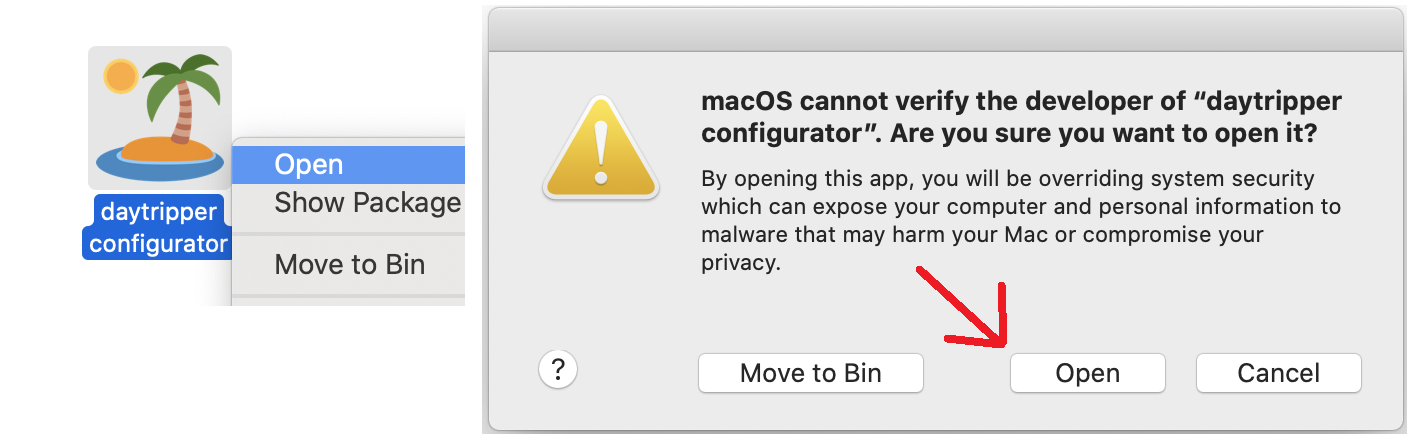 daytripper
configurator
Open
Show Package
Move to Bin
macOS cannot verify the developer of “daytripper
configurator”. Are you sure you want to open it?
By opening this app, you will be overriding system security
which can expose your computer and personal information to
malware that may harm your Mac or compromise your
privacy.
?
Move to Bin
Open
Cancel